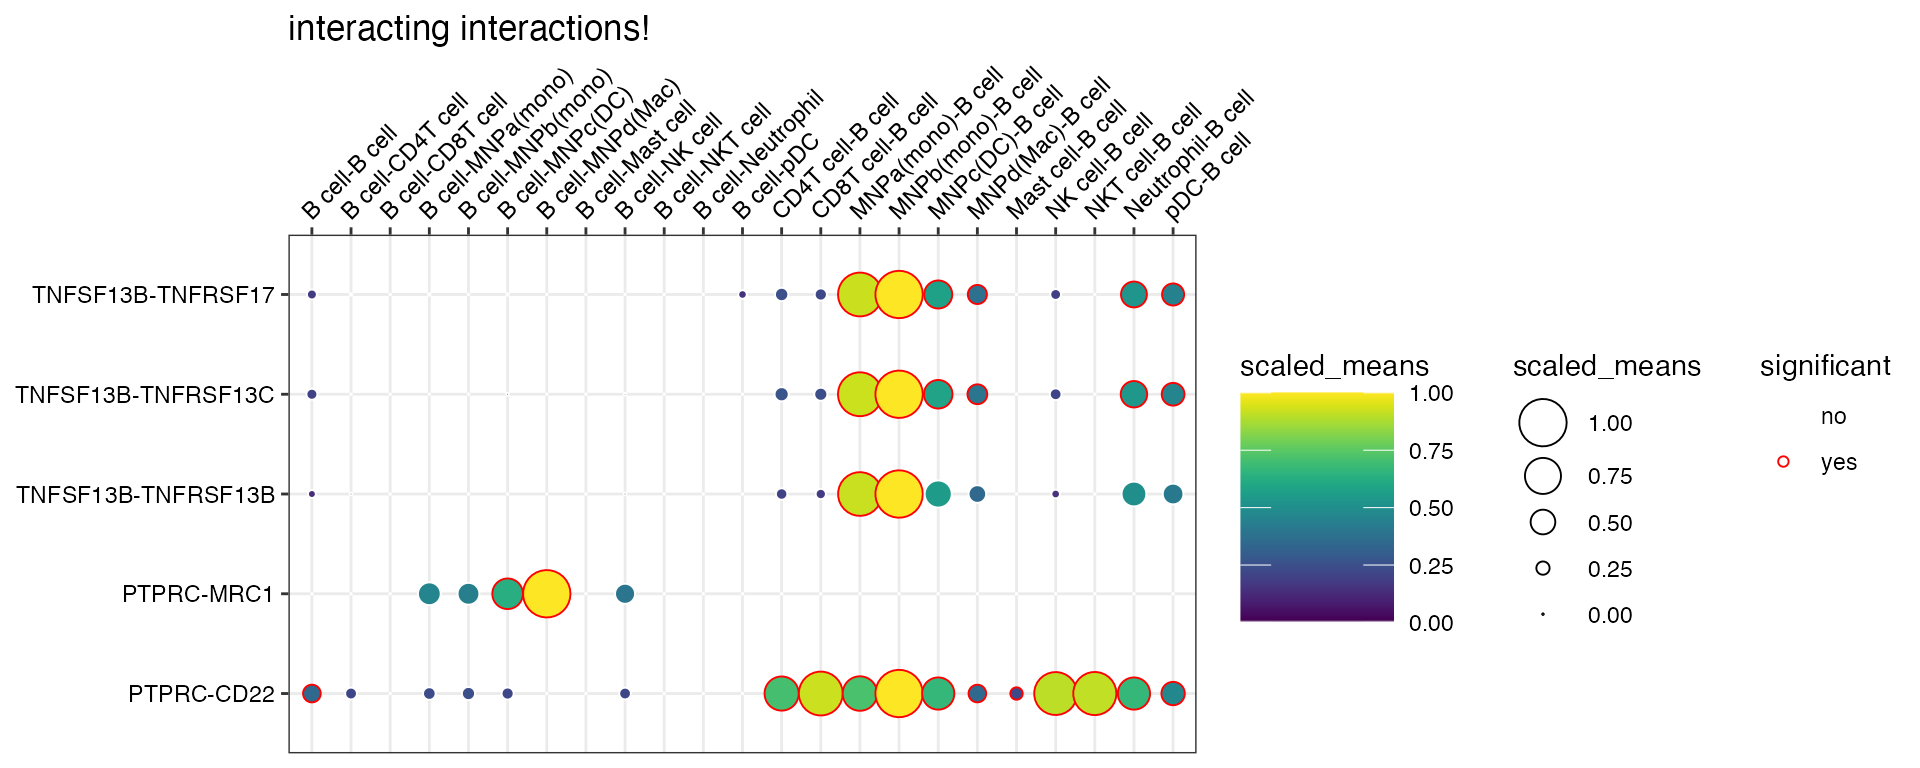 interacting interactions!
B cell-B cell
B cell-CD4T cell
B cell-CD8T cell
B cell-MNPa(mono)
B cell-MNPb(mono)
B cell-MNPc(DC)
B cell-MNPd(Mac)
B cell-Mast cell
B cell-NK cell
B cell-NKT cell
B cell-Neutrophil
B cell-pDC
CD4T cell-B cell
CD8T cell-B cell
MNPa(mono)-B cell
MNPb(mono)-B cell
MNPc(DC)-B cell
MNPd(Mac)-B cell
Mast cell-B cell
NK cell-B cell
NKT cell-B cell
Neutrophil-B cell
pDC-B cell
TNFSF13B-TNFRSF17
TNFSF13B-TNFRSF13C
TNFSF13B-TNFRSF13B
PTPRC-MRC1
PTPRC-CD22
scaled_means
1.00
0.75
0.50
0.25
0.00
scaled_means
1.00
0.75
0.50
0.25
0.00
significant
no
yes